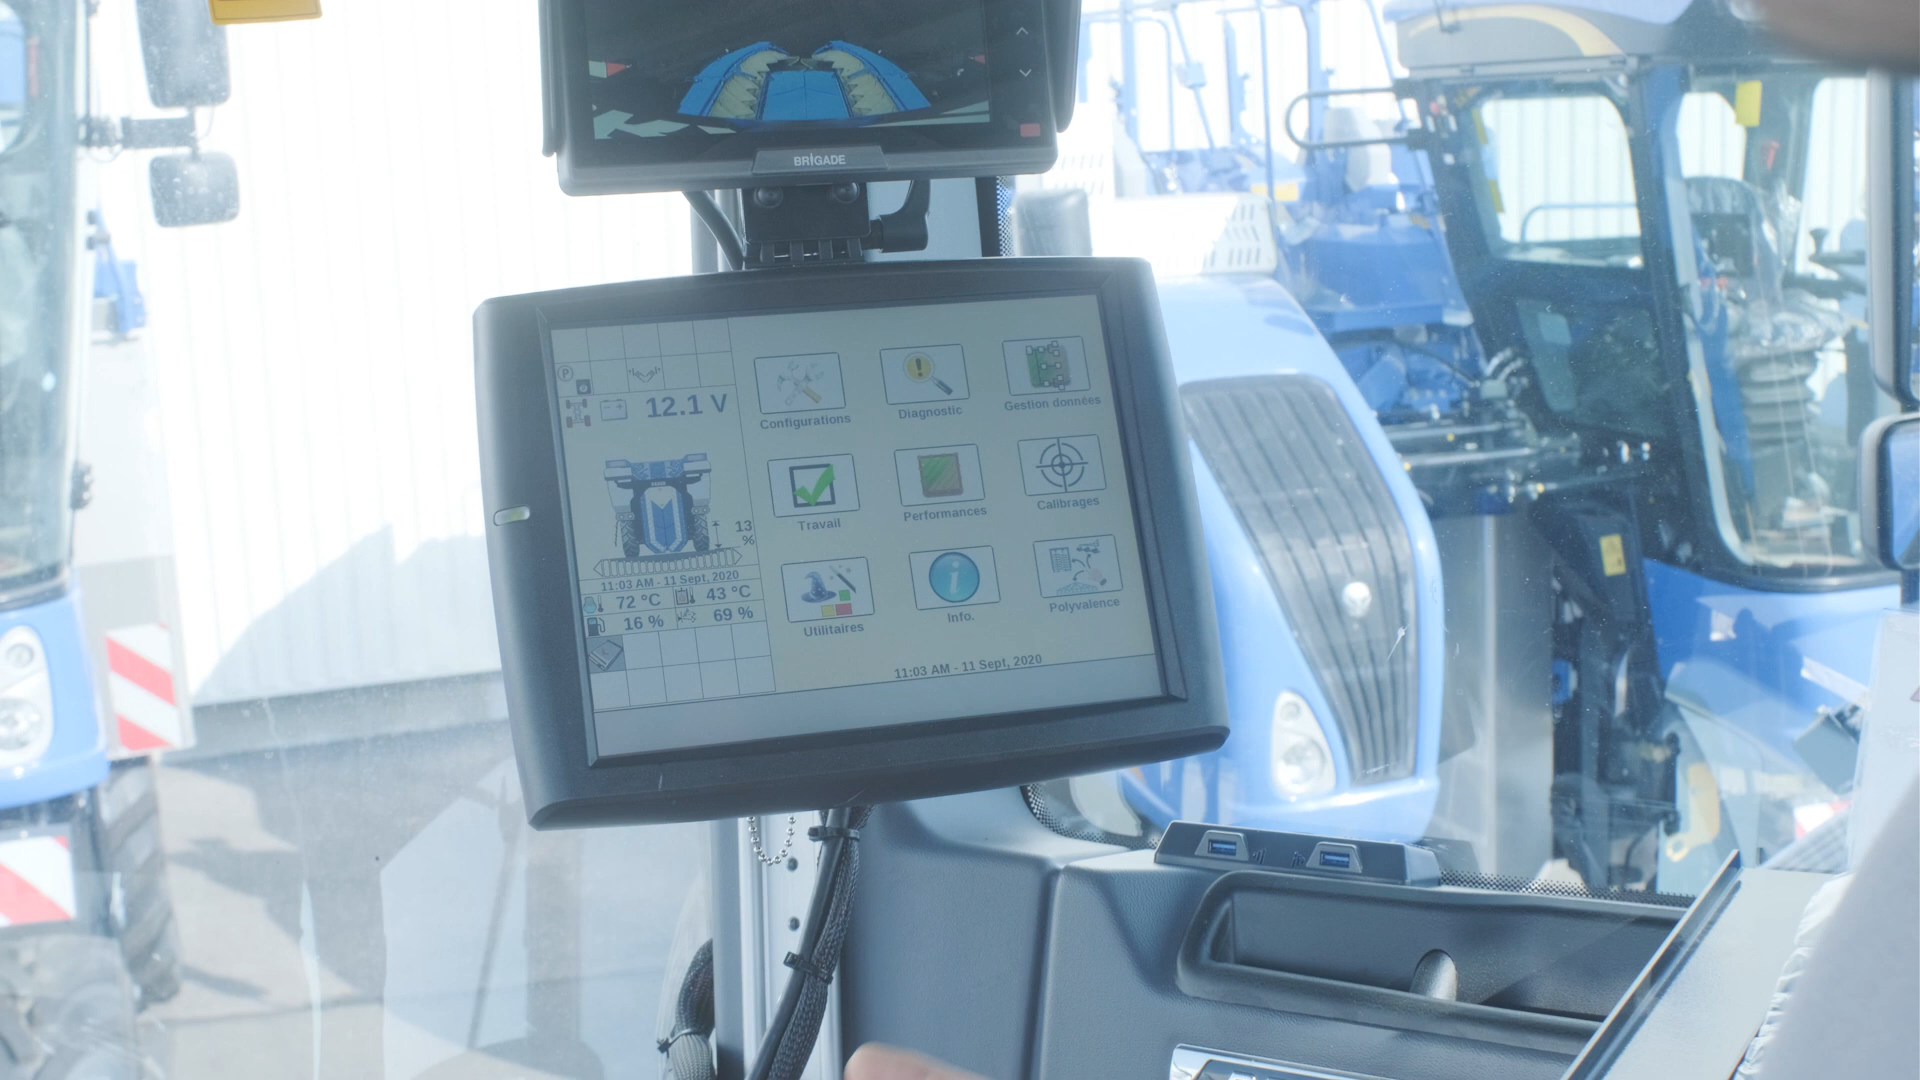 BRIGADE
P
12.1 V
13
%
11:03 AM - 11 Sept, 2020
72 °C
43 °C
16 %
69 %
Configurations
Diagnostic
Gestion données
Travail
Performances
Calibrages
Utilitaires
Info.
Polyvalence
11:03 AM - 11 Sept, 2020